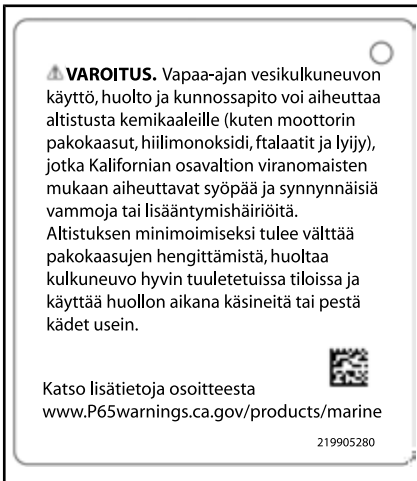 ⚠VAROITUS. Vapaa-ajan vesikulkuneuvon
käyttö, huolto ja kunnossapito voi aiheuttaa
altistusta kemikaaleille (kuten moottorin
pakokaasut, hiilimonoksidi, ftalaatit ja lyijy),
jotka Kalifornian osavaltion viranomaisten
mukaan aiheuttavat syöpää ja synnynnäisiä
vammoja tai lisääntymishäiriöitä.
Altistuksen minimoimiseksi tulee välttää
pakokaasujen hengittämistä, huoltaa
kulkuneuvo hyvin tuuletetuissa tiloissa ja
käyttää huollon aikana käsineitä tai pestä
kädet usein.
Katso lisätietoja osoitteesta
www.P65warnings.ca.gov/products/marine
219905280